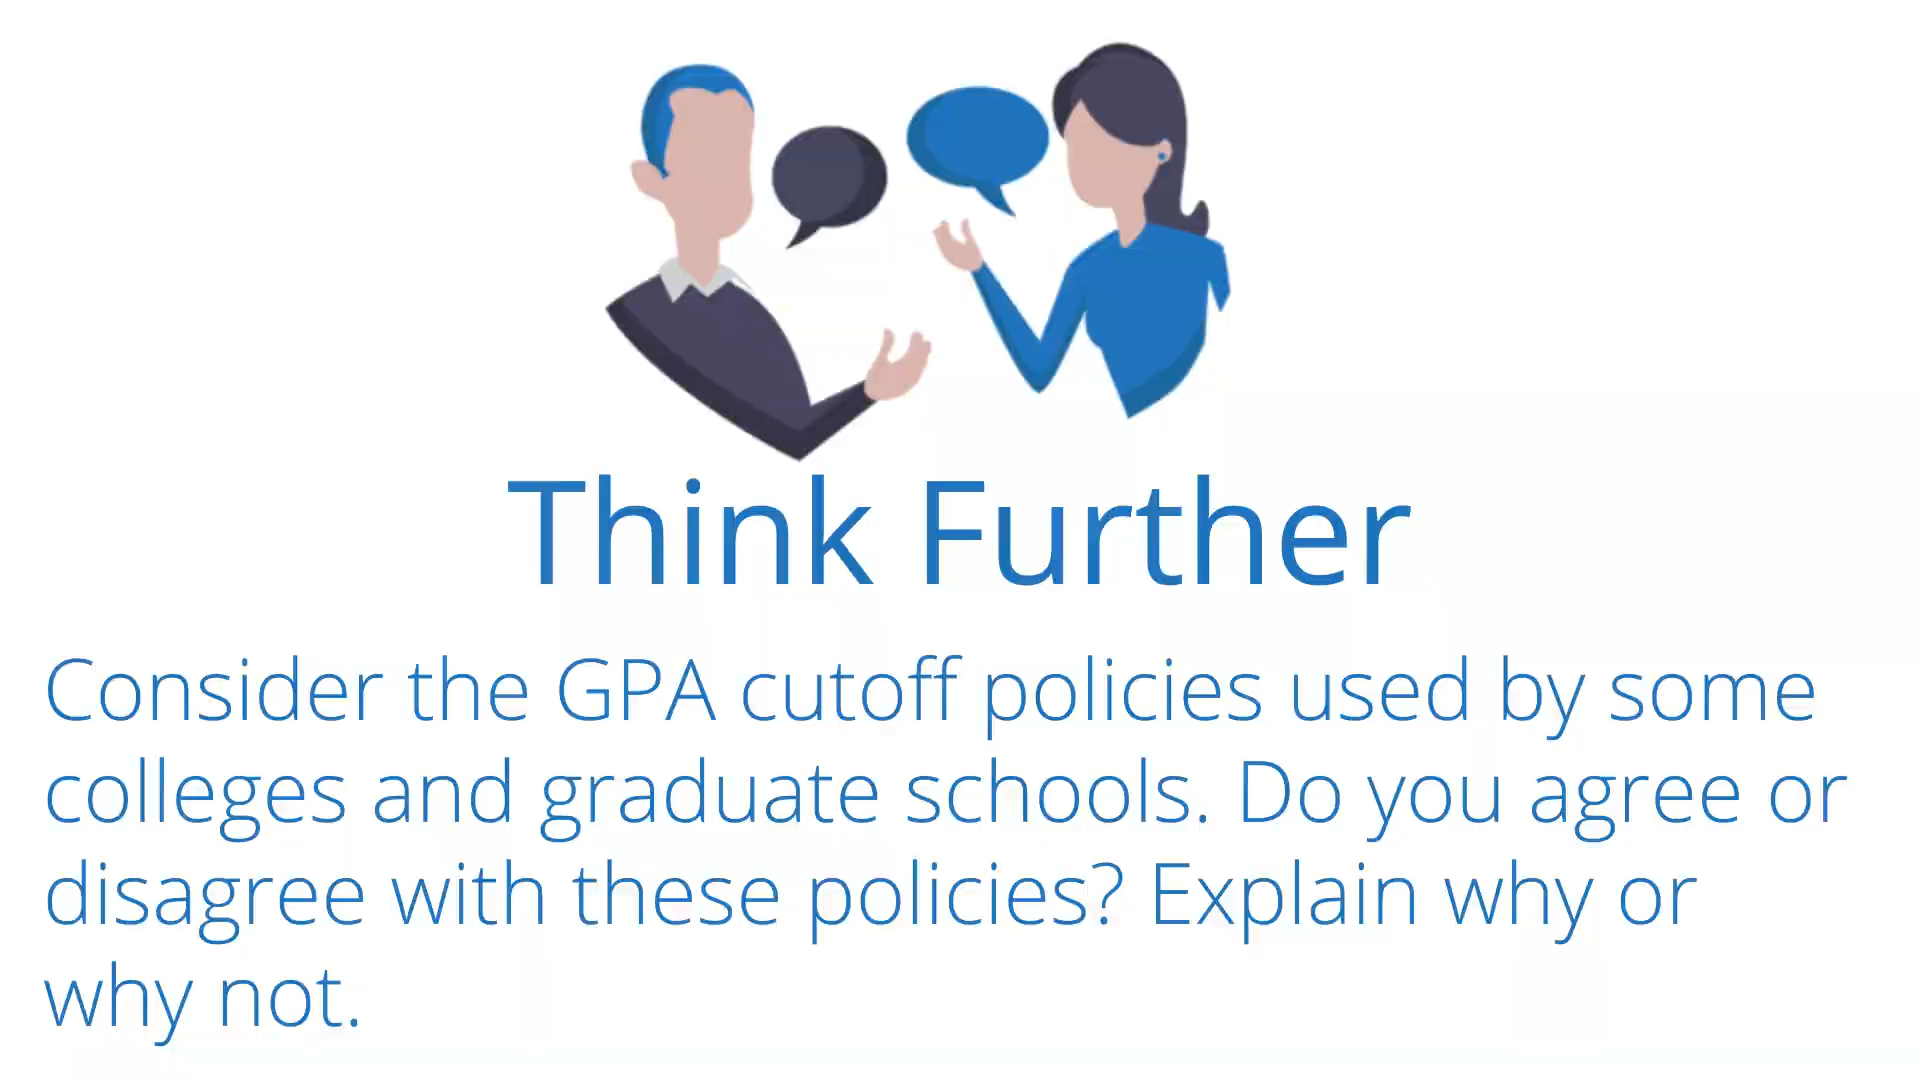 Think Further
Consider the GPA cutoff policies used by some
colleges and graduate schools. Do you agree or
disagree with these policies? Explain why or
why not.